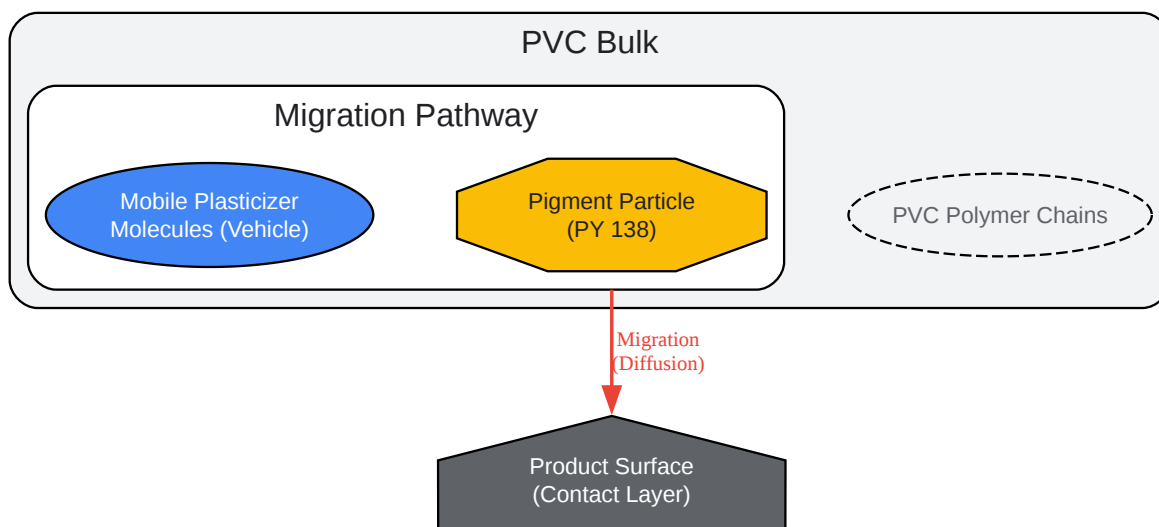 PVC Bulk
Migration Pathway
Mobile Plasticizer
Molecules (Vehicle)
Pigment Particle
(PY 138)
PVC Polymer Chains
Migration
(Diffusion)
Product Surface
(Contact Layer)